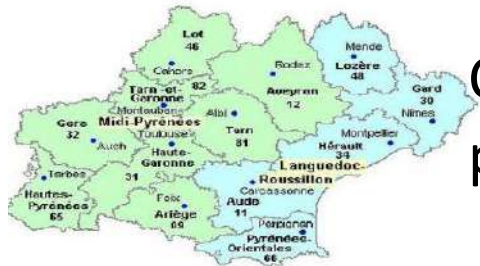 Lot
46
Cahors
Mende
Lozère
48
Rodez
Aveyron
12
Tarn-et-
Garonne
82
Montauban
Gard
30
Nîmes
Albi
Tarn
81
Gers
32
Auch
Midi-Pyrénées
Toulouse
Haute-
Garonne
31
Montpellier
Hérault
34
Languedoc-
Roussillon
Tarbes
Hautes-
Pyrénées
65
Foix
Ariège
09
Carcassonne
Aude
11
Perpignan
Pyrénées-
Orientales
66